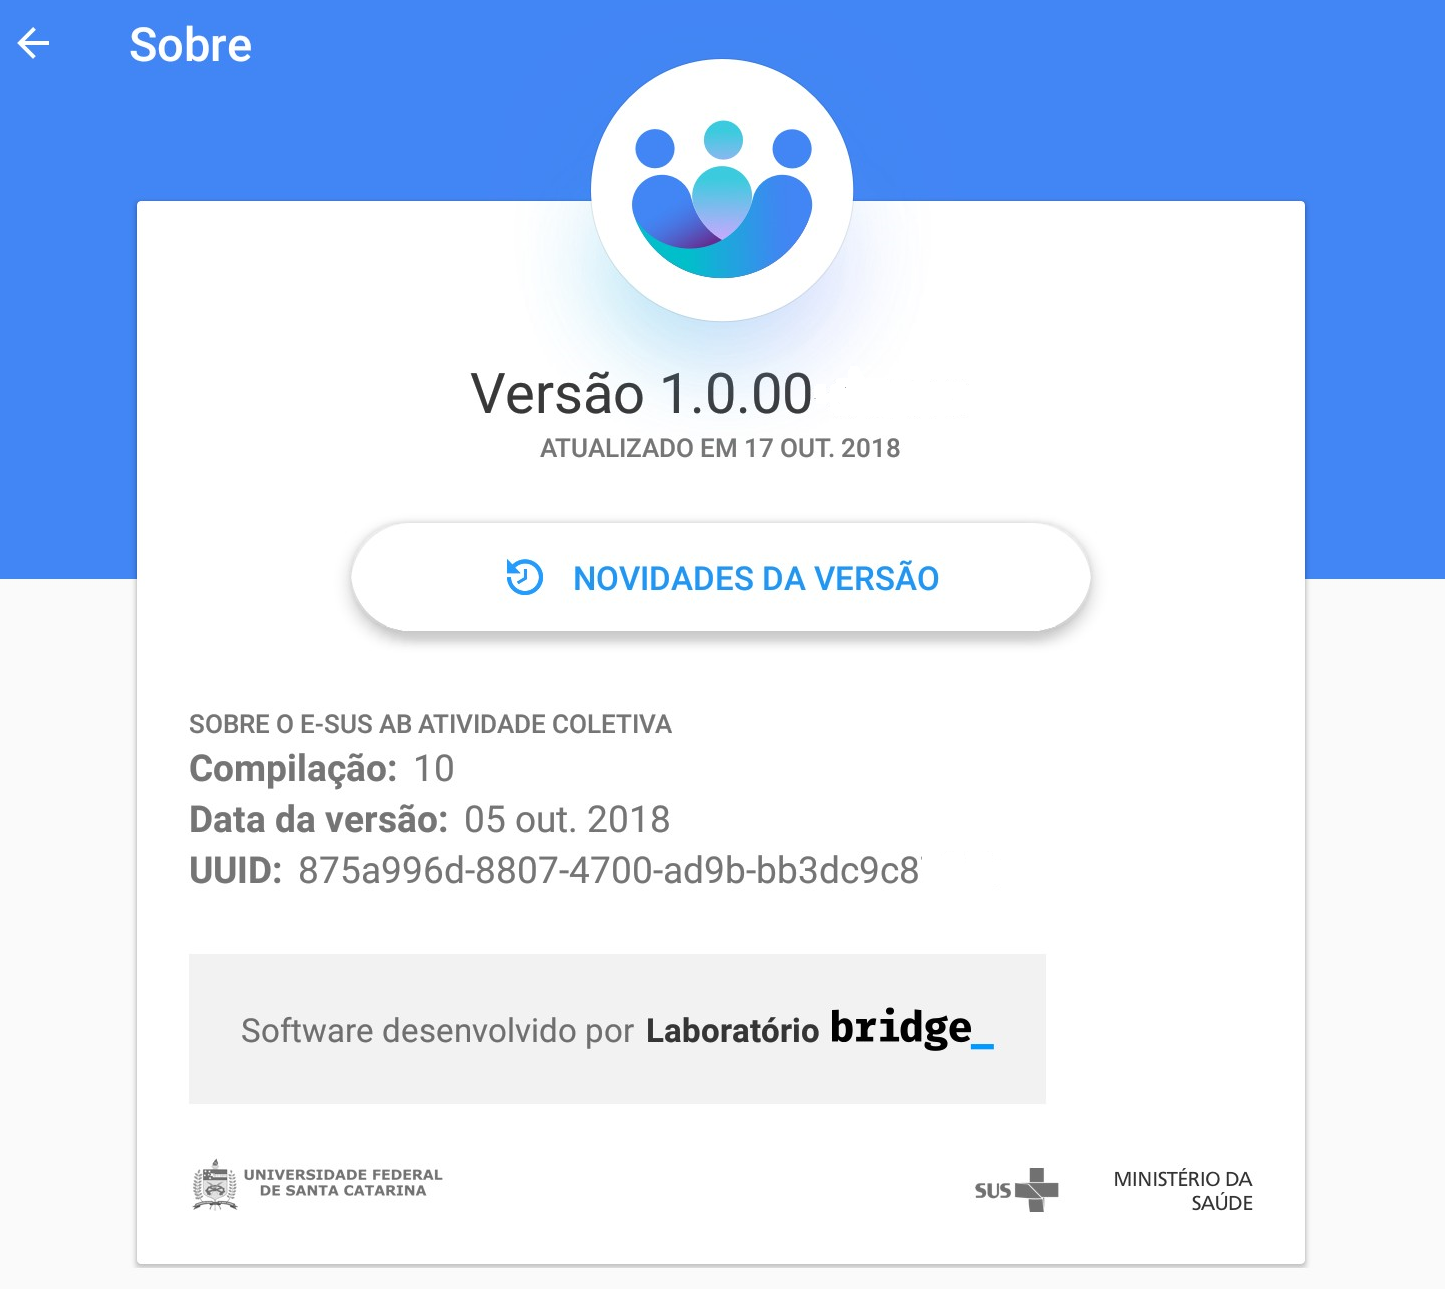 Sobre
Versão 1.0.00
ATUALIZADO EM 17 OUT. 2018
NOVIDADES DA VERSÃO
SOBRE O E-SUS AB ATIVIDADE COLETIVA
Compilação: 10
Data da versão: 05 out. 2018
UUID: 875a996d-8807-4700-ad9b-bb3dc9c8
Software desenvolvido por Laboratório bridge_
UNIVERSIDADE FEDERAL
DE SANTA CATARINA
SUS
MINISTÉRIO DA
SAÚDE